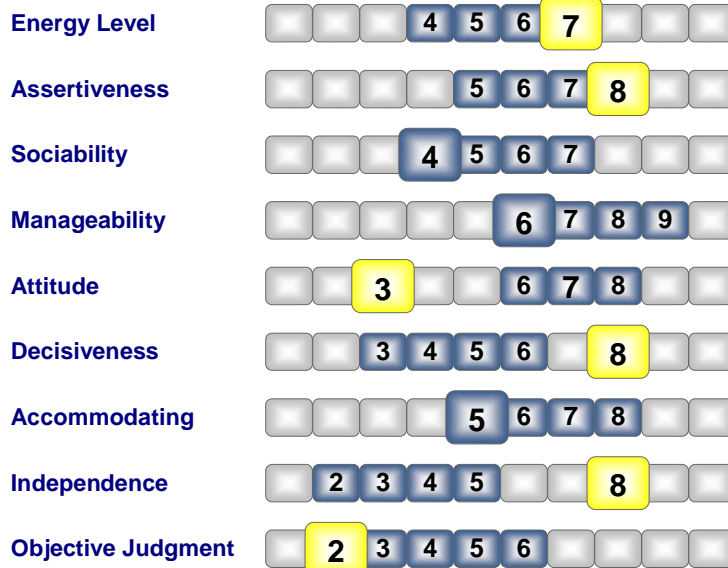 Energy Level 4 5 6 7
Assertiveness 5 6 7 8
Sociability 4 5 6 7
Manageability 6 7 8 9
Attitude 3 6 7 8
Decisiveness 3 4 5 6 8
Accommodating 5 6 7 8
Independence 2 3 4 5 8
Objective Judgment 2 3 4 5 6